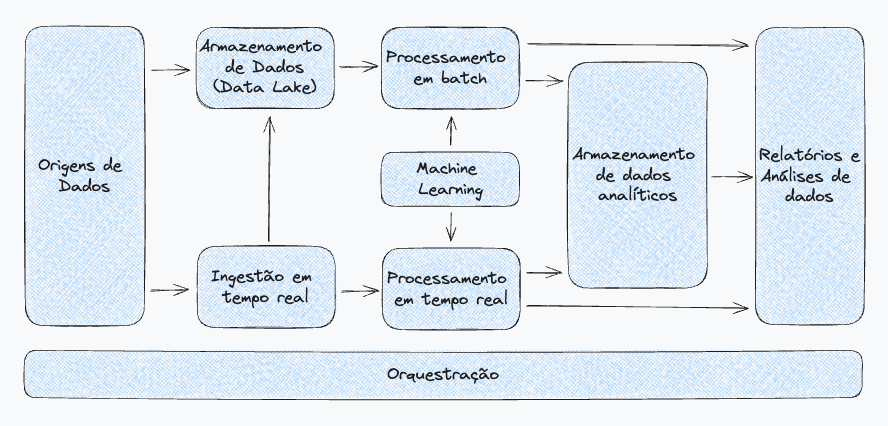 Origens de
Dados
Armazenamento
de Dados
(Data Lake)
Processamento
em batch
Machine
Learning
Ingestão em
tempo real
Processamento
em tempo real
Armazenamento
de dados
analíticos
Relatórios e
Análises de
dados
Orquestração